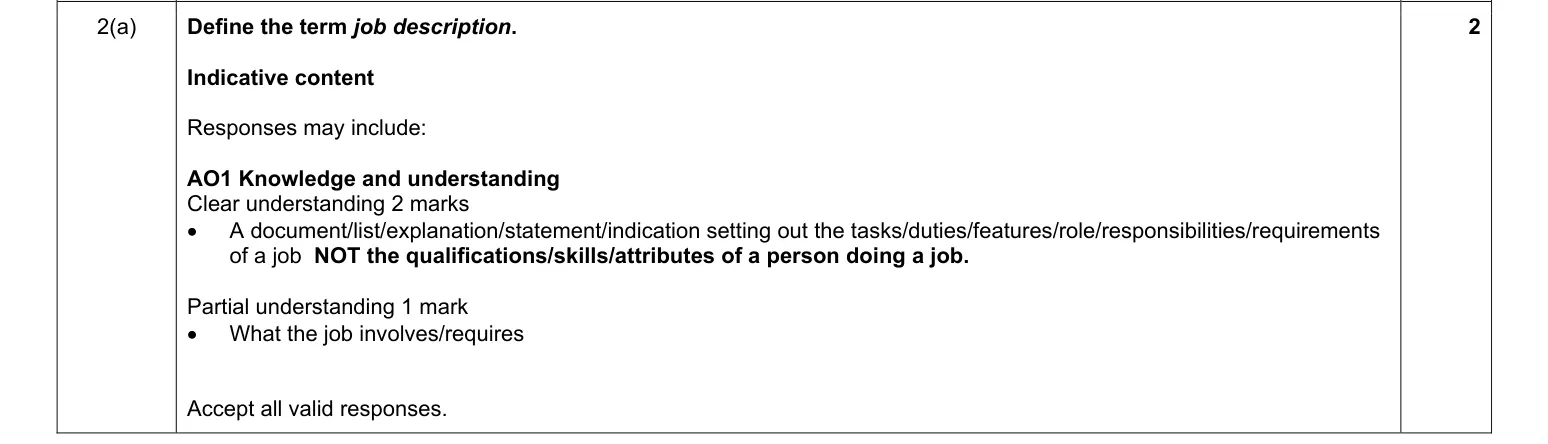 2(a)
Define the term job description.
2
Indicative content
Responses may include:
AO1 Knowledge and understanding
Clear understanding 2 marks
• A document/list/explanation/statement/indication setting out the tasks/duties/features/role/responsibilities/requirements
of a job NOT the qualifications/skills/attributes of a person doing a job.
Partial understanding 1 mark
• What the job involves/requires
Accept all valid responses.